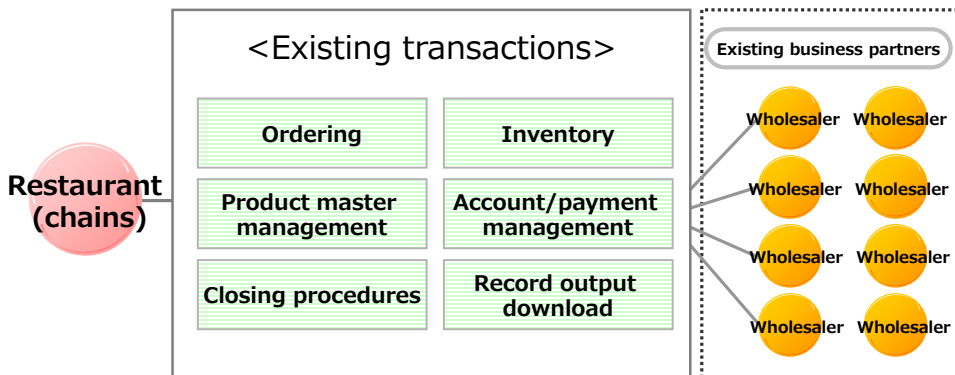 <Existing transactions>
Existing business partners
Ordering
Inventory
Wholesaler
Wholesaler
Restaurant
(chains)
Product master
management
Account/payment
management
Wholesaler
Wholesaler
Wholesaler
Wholesaler
Closing procedures
Record output
download
Wholesaler
Wholesaler